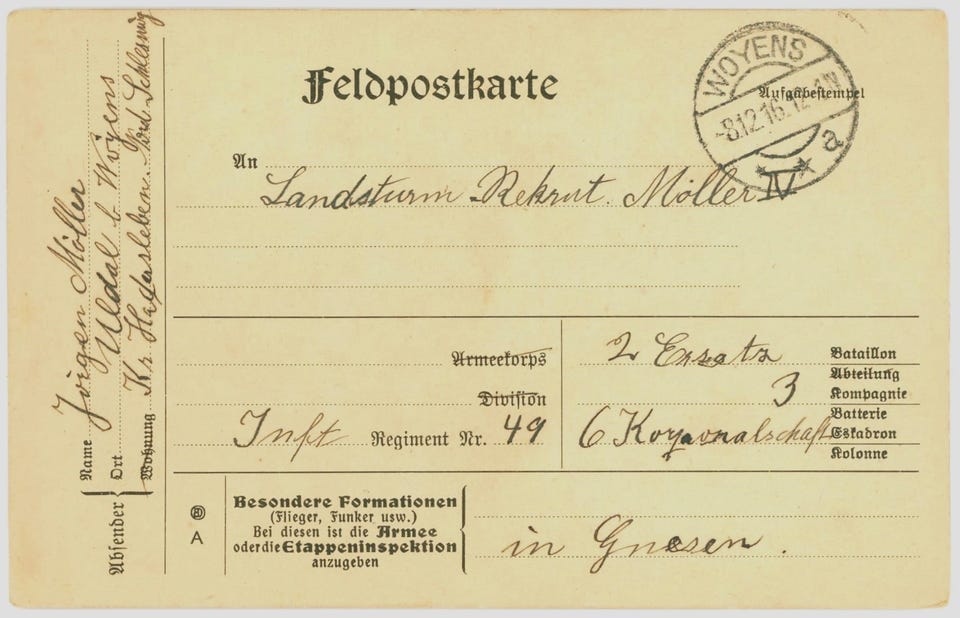 Feldpostkarte
WOYENS
Aufgabestempel
-8.12.16.12-1N
* * a
An
Landsturm Rekrut. Möller IV
Armeekorps
Division
Inft Regiment Nr. 49
2 Ersatz Bataillon
Abteilung
3 Kompagnie
Batterie
6 Korporalschaft Eskadron
Kolonne
A
Besondere Formationen
(Flieger, Funker usw.)
Bei diesen ist die Armee
oder die Etappeninspektion
anzugeben
in Gnesen.
Absender
Name Jörgen Möller
Ort Uldal b Woyens
Wohnung Kr. Hadersleben. Nord Schleswig